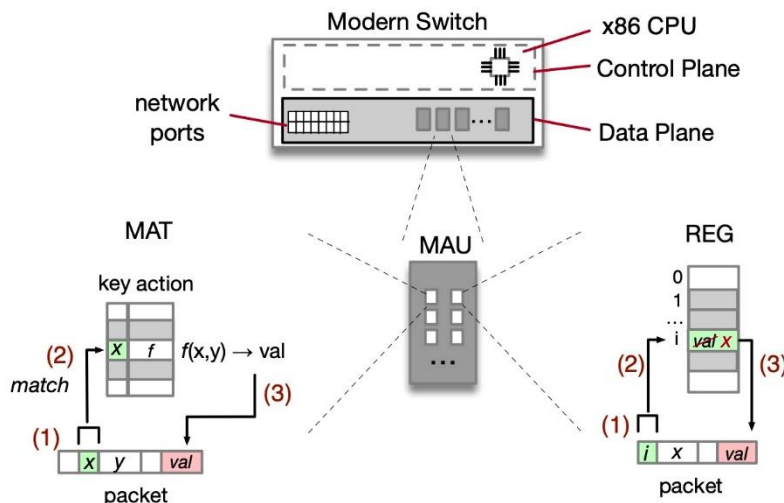 Modern Switch
x86 CPU
Control Plane
network
ports
Data Plane
...
MAT
MAU
REG
key action
x f f(x,y) → val
(2)
match
(3)
(1)
x y val
packet
...
0
1
...
i val x
(2)
(3)
(1)
i x val
packet